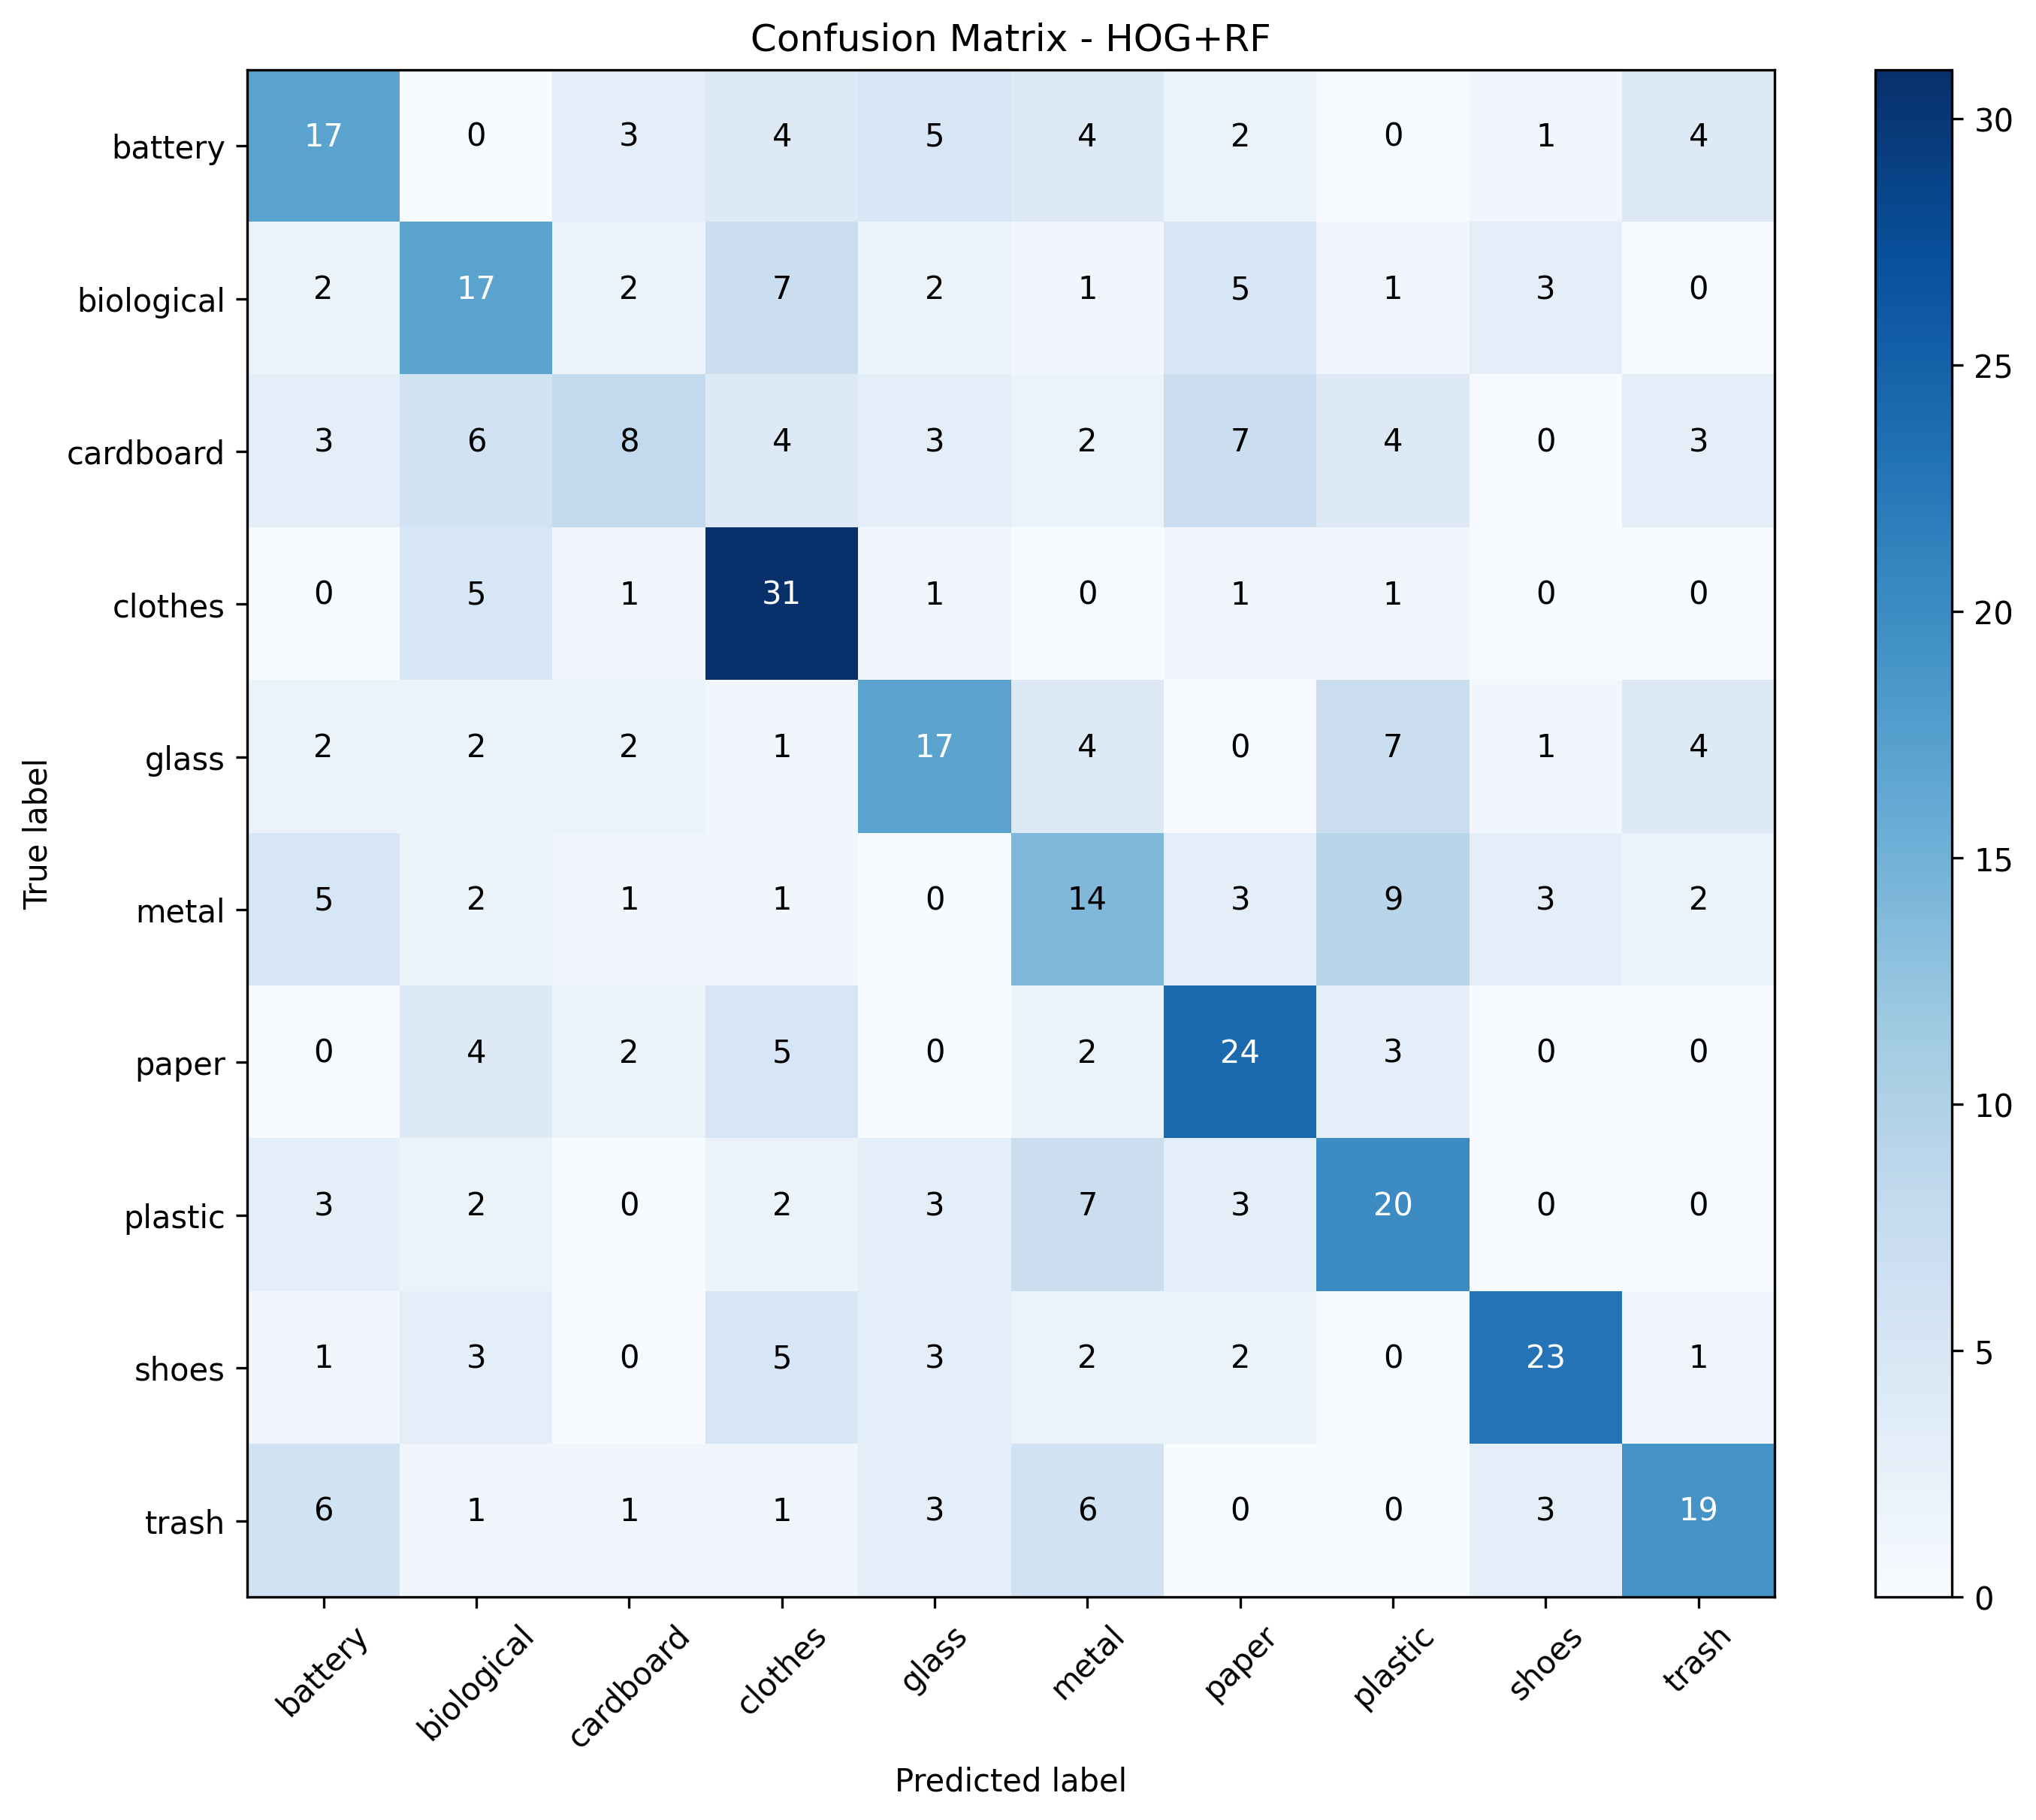 Confusion Matrix - HOG+RF
True label
battery 17 0 3 4 5 4 2 0 1 4
biological 2 17 2 7 2 1 5 1 3 0
cardboard 3 6 8 4 3 2 7 4 0 3
clothes 0 5 1 31 1 0 1 1 0 0
glass 2 2 2 1 17 4 0 7 1 4
metal 5 2 1 1 0 14 3 9 3 2
paper 0 4 2 5 0 2 24 3 0 0
plastic 3 2 0 2 3 7 3 20 0 0
shoes 1 3 0 5 3 2 2 0 23 1
trash 6 1 1 1 3 6 0 0 3 19
battery biological cardboard clothes glass metal paper plastic shoes trash
Predicted label
30
25
20
15
10
5
0